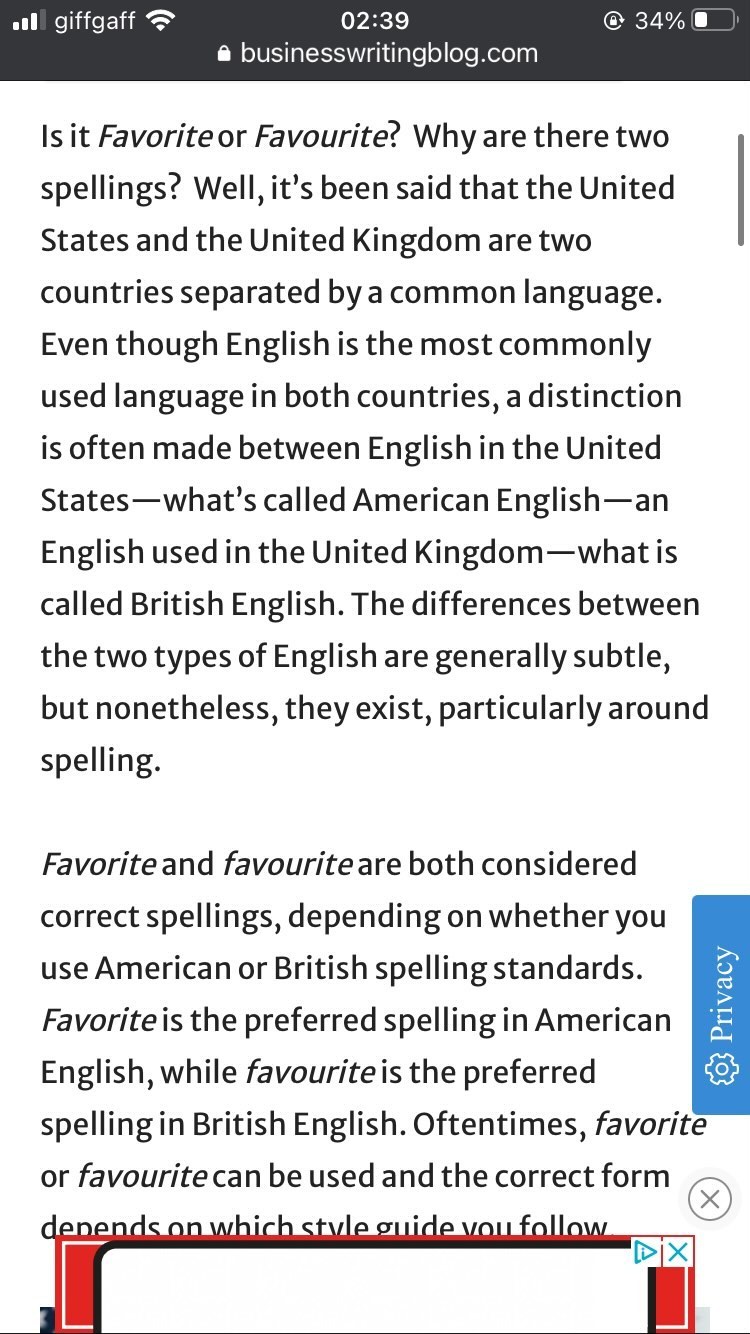 giffgaff 02:39 34%
businesswritingblog.com
Is it Favorite or Favourite? Why are there two
spellings? Well, it’s been said that the United
States and the United Kingdom are two
countries separated by a common language.
Even though English is the most commonly
used language in both countries, a distinction
is often made between English in the United
States—what’s called American English—an
English used in the United Kingdom—what is
called British English. The differences between
the two types of English are generally subtle,
but nonetheless, they exist, particularly around
spelling.
Favorite and favourite are both considered
correct spellings, depending on whether you
use American or British spelling standards.
Favorite is the preferred spelling in American
English, while favourite is the preferred
spelling in British English. Oftentimes, favorite
or favourite can be used and the correct form
depends on which style guide you follow.
Privacy